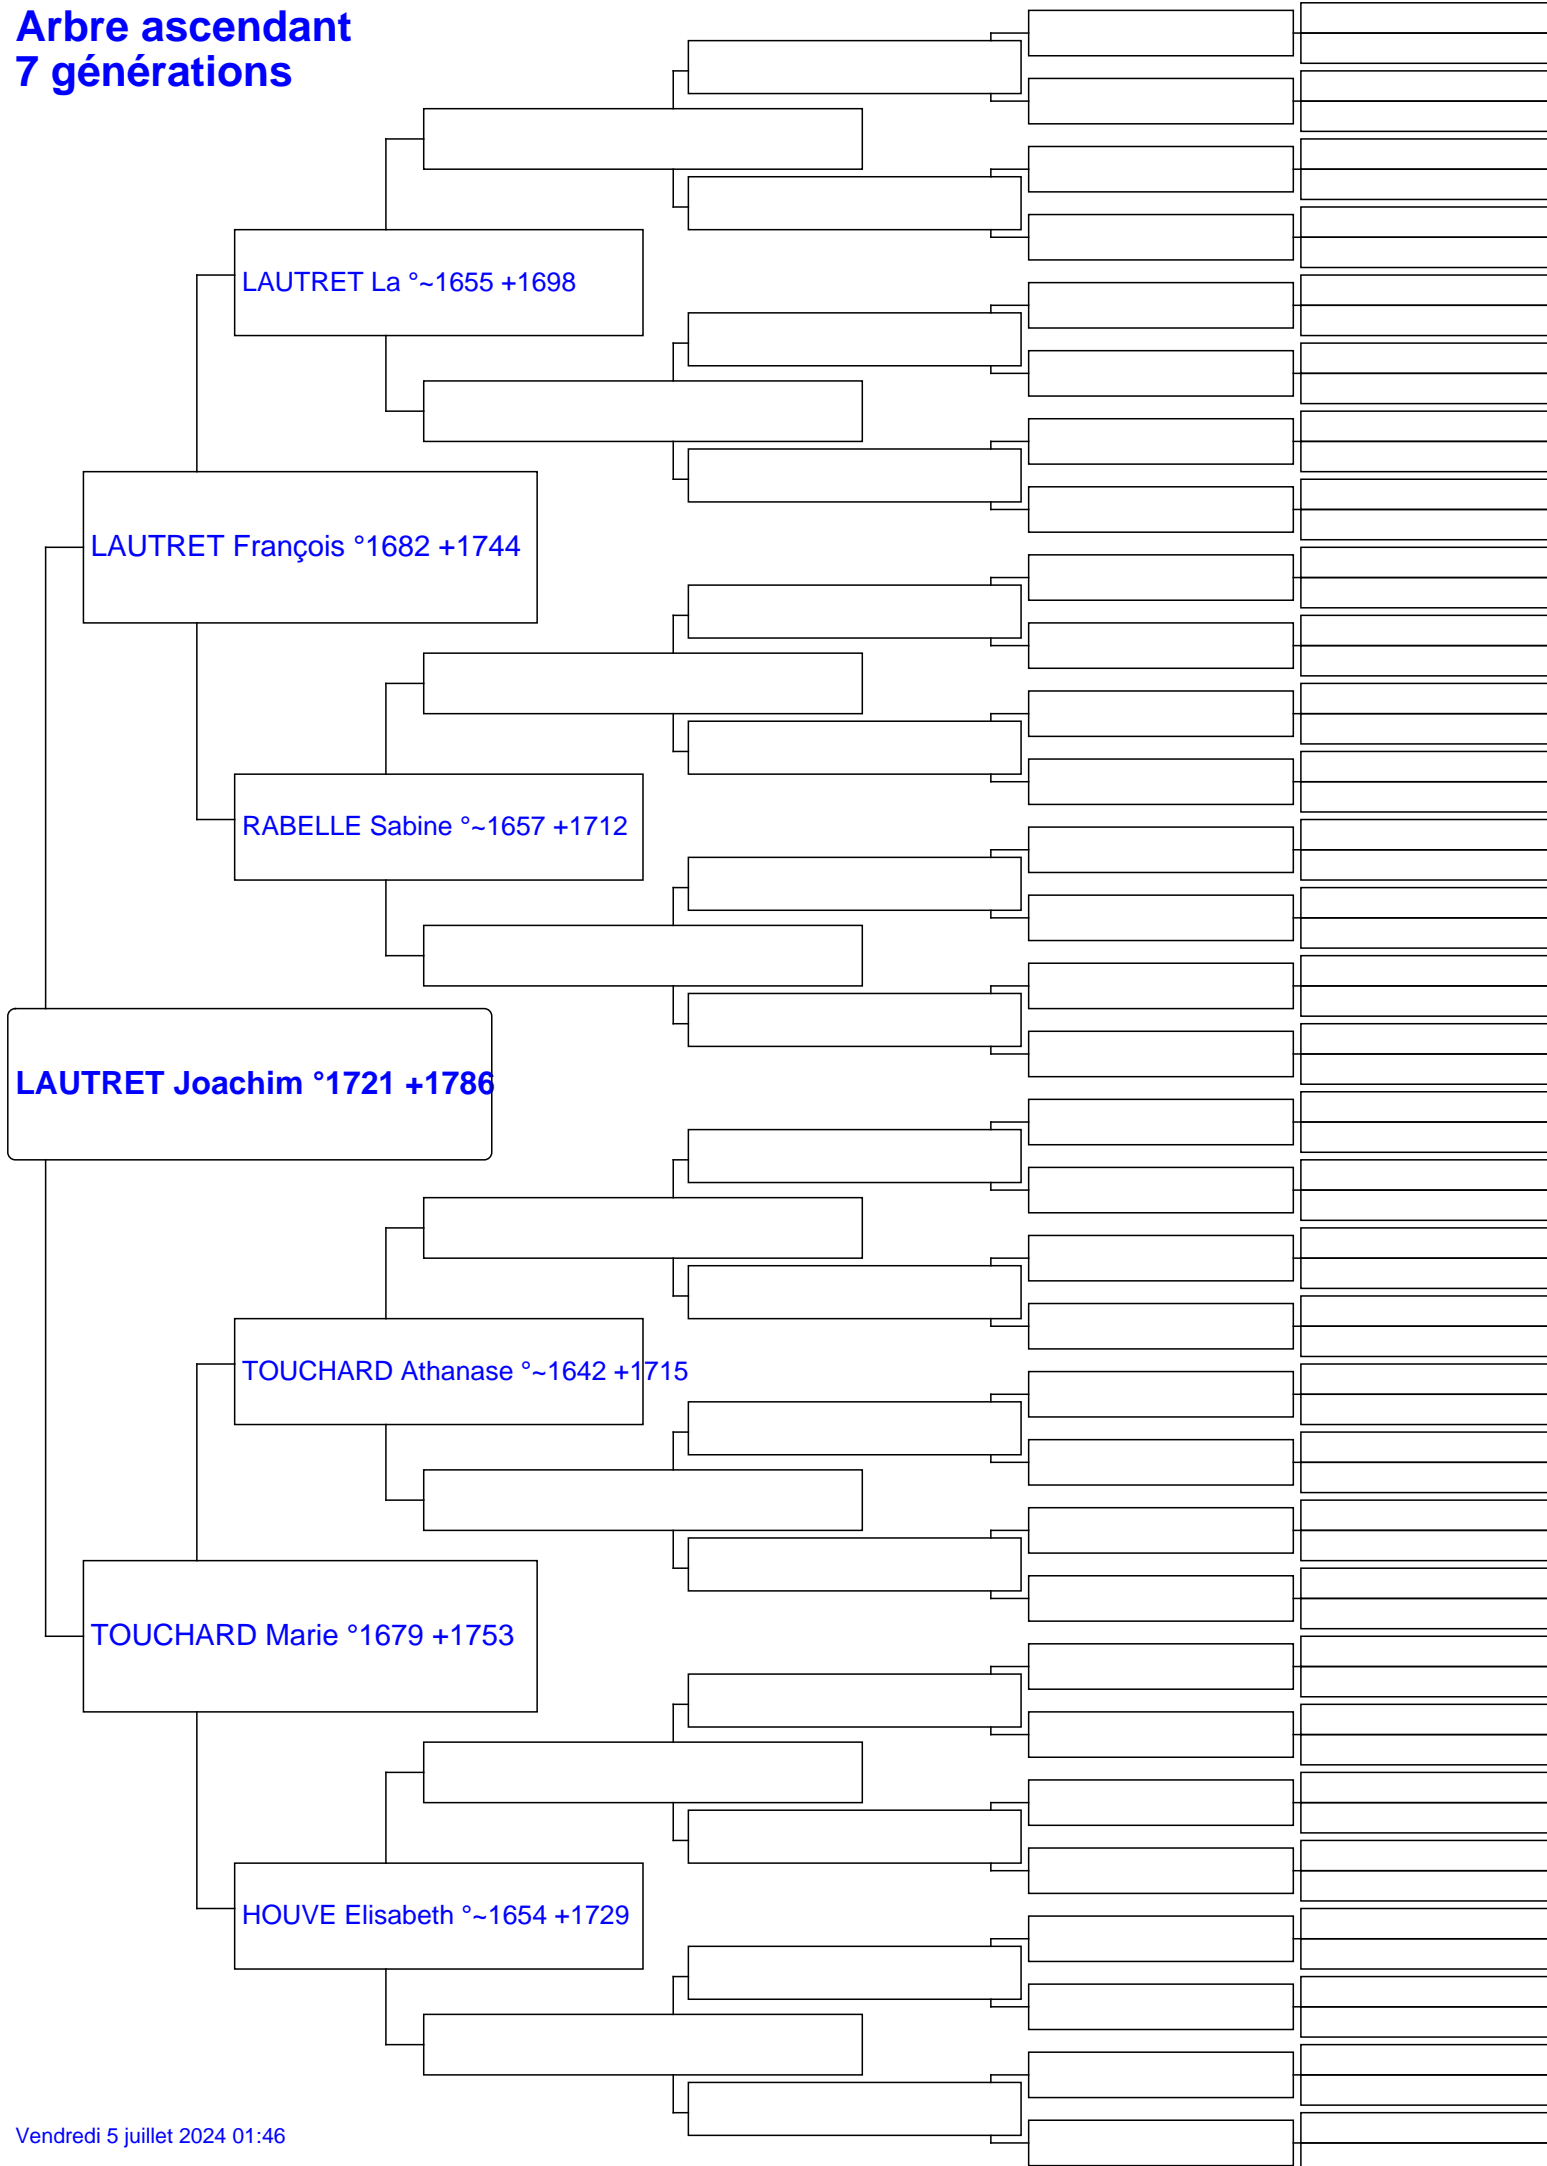 Arbre ascendant
7 générations
LAUTRET La °~1655 +1698
LAUTRET François °1682 +1744
RABELLE Sabine °~1657 +1712
LAUTRET Joachim °1721 +1786
TOUCHARD Athanase °~1642 +1715
TOUCHARD Marie °1679 +1753
HOUVE Elisabeth °~1654 +1729
Vendredi 5 juillet 2024 01:46